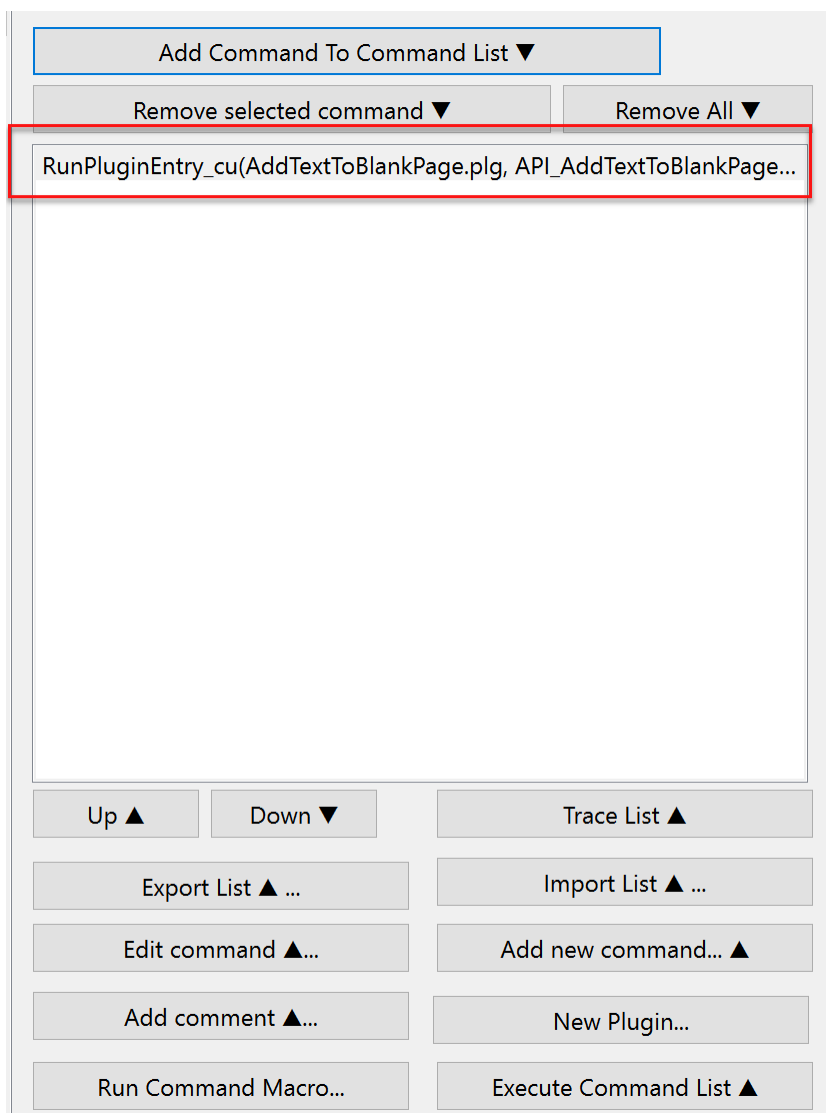 Add Command To Command List ▼
Remove selected command ▼
Remove All ▼
RunPluginEntry_cu(AddTextToBlankPage.plg, API_AddTextToBlankPage...
Up ▲
Down ▼
Trace List ▲
Export List ▲ ...
Import List ▲ ...
Edit command ▲...
Add new command... ▲
Add comment ▲...
New Plugin...
Run Command Macro...
Execute Command List ▲